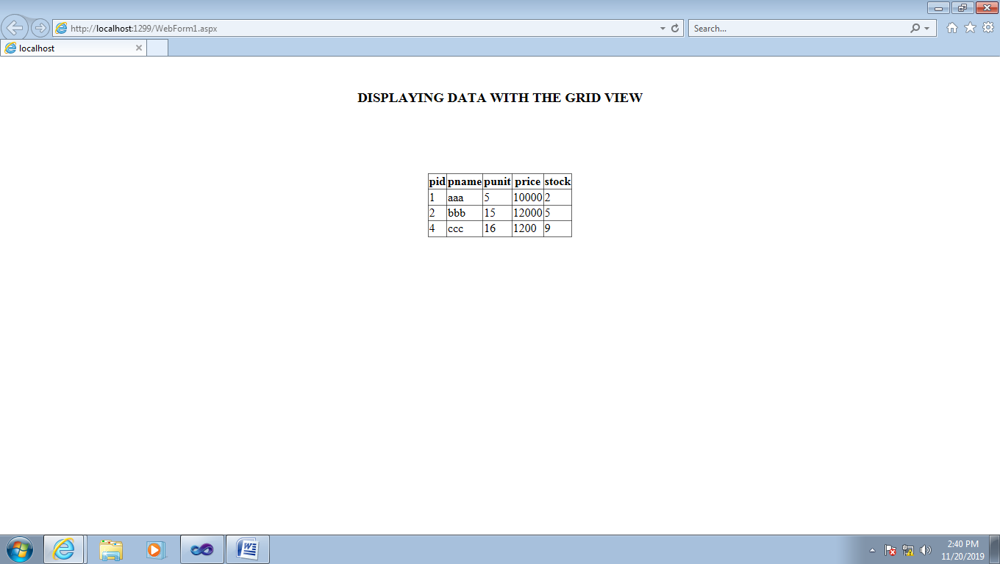 http://localhost:1299/WebForm1.aspx
Search...
localhost
DISPLAYING DATA WITH THE GRID VIEW
pid pname punit price stock
1 aaa 5 10000 2
2 bbb 15 12000 5
4 ccc 16 1200 9
2:40 PM
11/20/2019